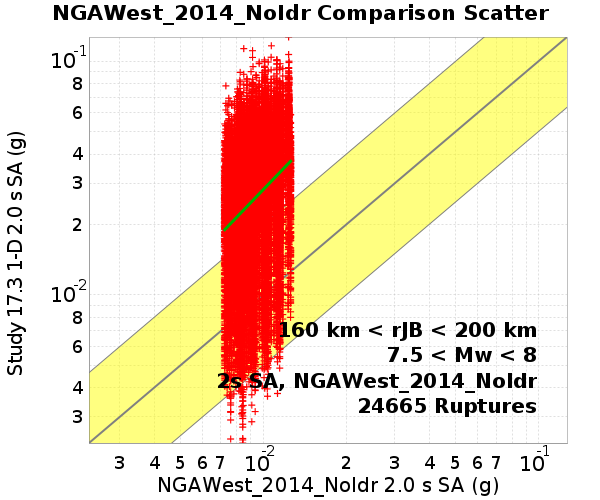 NGAWest_2014_NoIdr Comparison Scatter
Study 17.3 1-D 2.0 s SA (g)
10-1
8
6
4
3
2
10-2
8
6
4
3
160 km < rJB < 200 km
7.5 < Mw < 8
2s SA, NGAWest_2014_NoIdr
24665 Ruptures
3 4 5 6 7 10-2 2 3 4 5 6 7 10-1
NGAWest_2014_NoIdr 2.0 s SA (g)